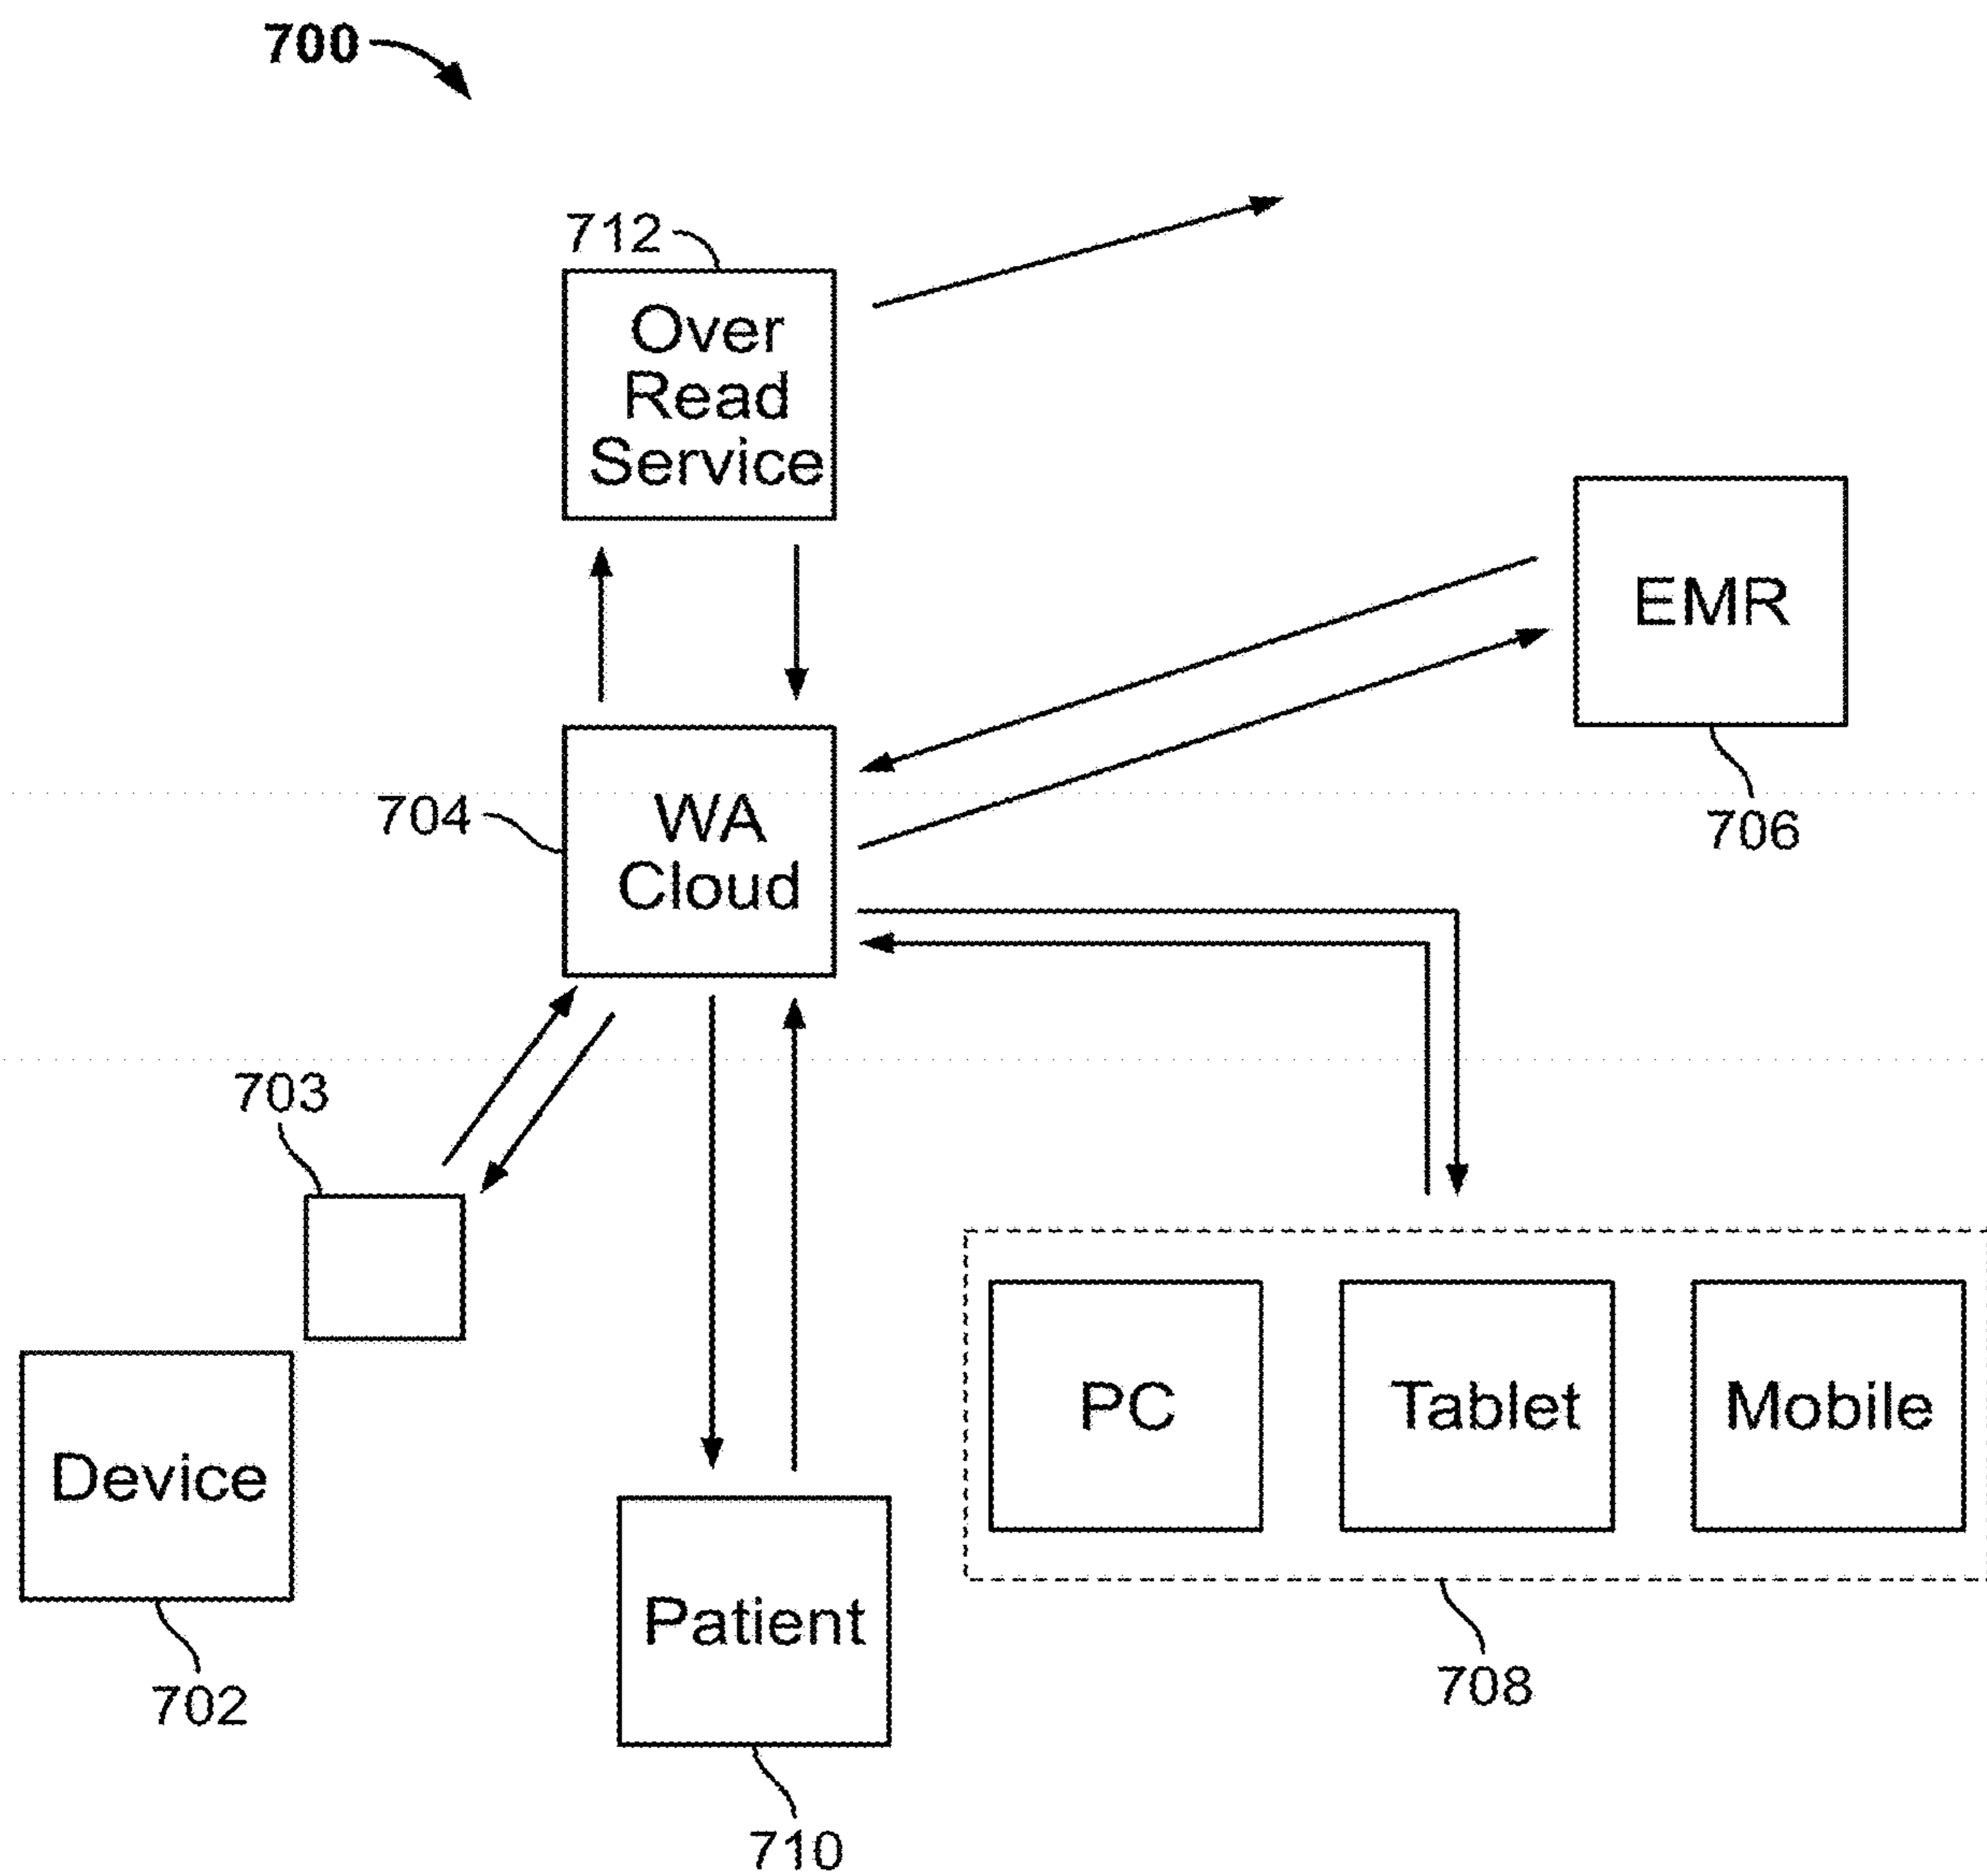 700
712
Over
Read
Service
EMR
704
WA
Cloud
706
703
PC
Tablet
Mobile
Device
Patient
702
708
710